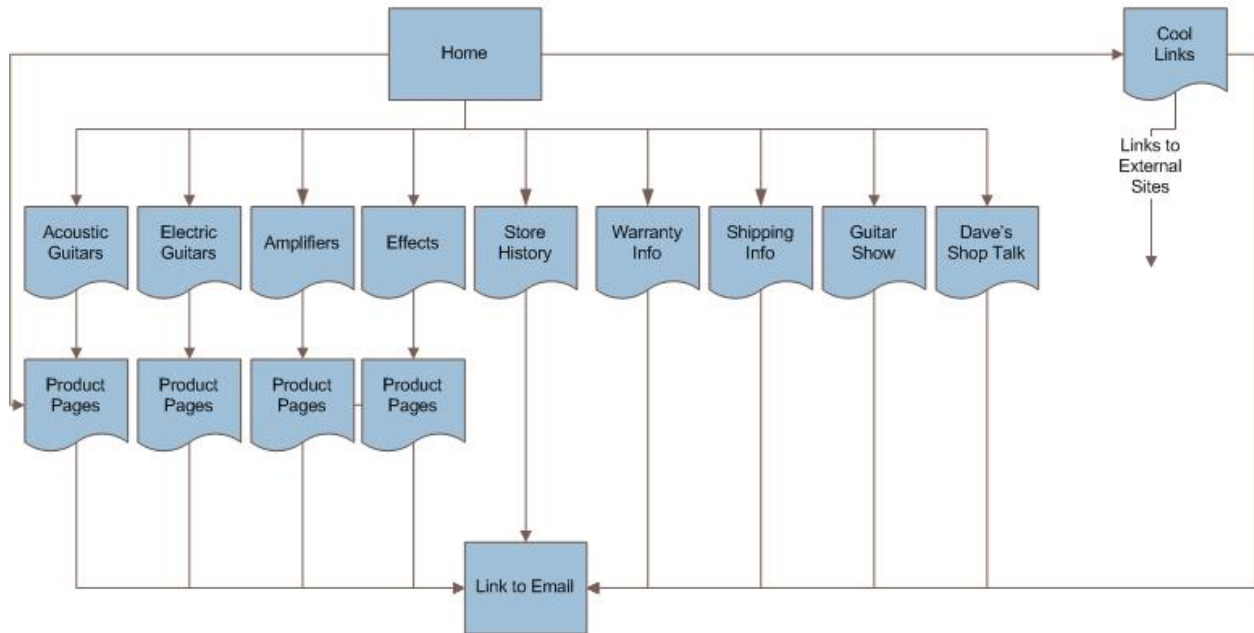 Home
Cool
Links
Links to
External
Sites
Acoustic
Guitars
Electric
Guitars
Amplifiers
Effects
Store
History
Warranty
Info
Shipping
Info
Guitar
Show
Dave's
Shop Talk
Product
Pages
Product
Pages
Product
Pages
Product
Pages
Link to Email